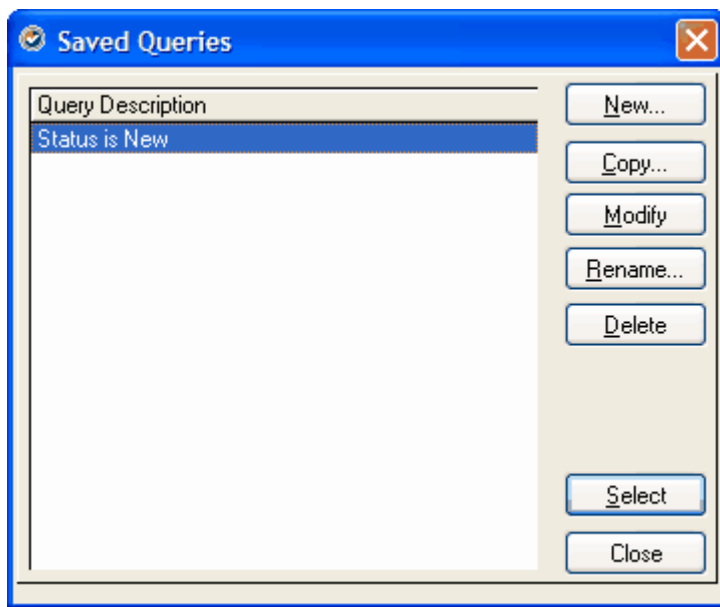 Saved Queries
Query Description
Status is New
New...
Copy...
Modify
Rename...
Delete
Select
Close